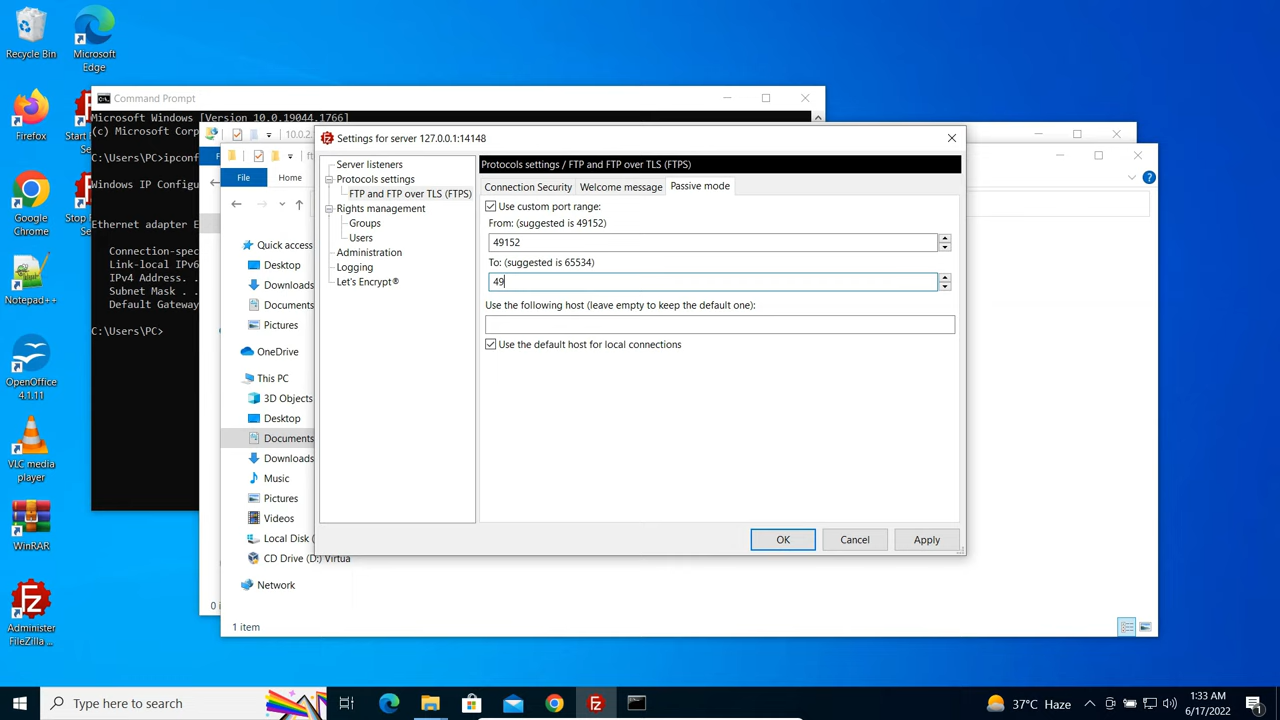 Recycle Bin
Microsoft Edge
Firefox
Google Chrome
Notepad++
OpenOffice 4.1.11
VLC media player
WinRAR
Administer FileZilla ...
Command Prompt
Microsoft Windows [Version 10.0.19044.1766]
(c) Microsoft Corp
C:\Users\PC>ipconf
Windows IP Configu
Ethernet adapter E
Connection-spec
Link-local IPv6
IPv4 Address. .
Subnet Mask . .
Default Gateway
C:\Users\PC>
10.0.2.
File
Home
Quick access
Desktop
Downloads
Documents
Pictures
OneDrive
This PC
3D Objects
Desktop
Documents
Downloads
Music
Pictures
Videos
Local Disk (
CD Drive (D:) Virtua
Network
1 item
Settings for server 127.0.0.1:14148
Server listeners
Protocols settings
FTP and FTP over TLS (FTPS)
Rights management
Groups
Users
Administration
Logging
Let's Encrypt®
Protocols settings / FTP and FTP over TLS (FTPS)
Connection Security
Welcome message
Passive mode
Use custom port range:
From: (suggested is 49152)
49152
To: (suggested is 65534)
49
Use the following host (leave empty to keep the default one):
Use the default host for local connections
OK
Cancel
Apply
Type here to search
37°C Haze
1:33 AM
6/17/2022